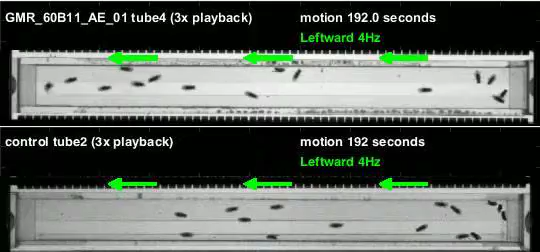 GMR_60B11_AE_01 tube4 (3x playback) motion 192.0 seconds
Leftward 4Hz
control tube2 (3x playback) motion 192 seconds
Leftward 4Hz